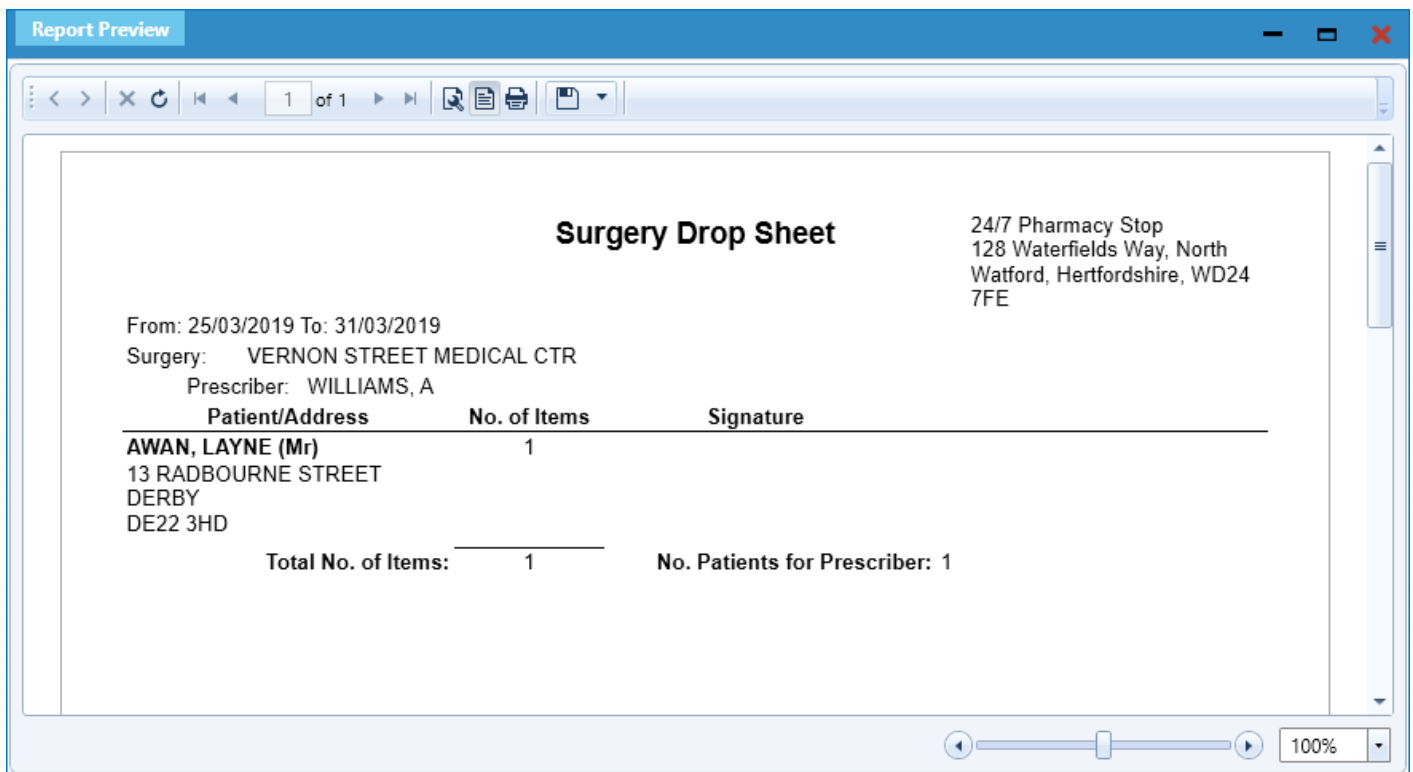 Report Preview
1 of 1
Surgery Drop Sheet
24/7 Pharmacy Stop
128 Waterfields Way, North
Watford, Hertfordshire, WD24
7FE
From: 25/03/2019 To: 31/03/2019
Surgery: VERNON STREET MEDICAL CTR
Prescriber: WILLIAMS, A
Patient/Address No. of Items Signature
AWAN, LAYNE (Mr) 1
13 RADBOURNE STREET
DERBY
DE22 3HD
Total No. of Items: 1 No. Patients for Prescriber: 1
100%